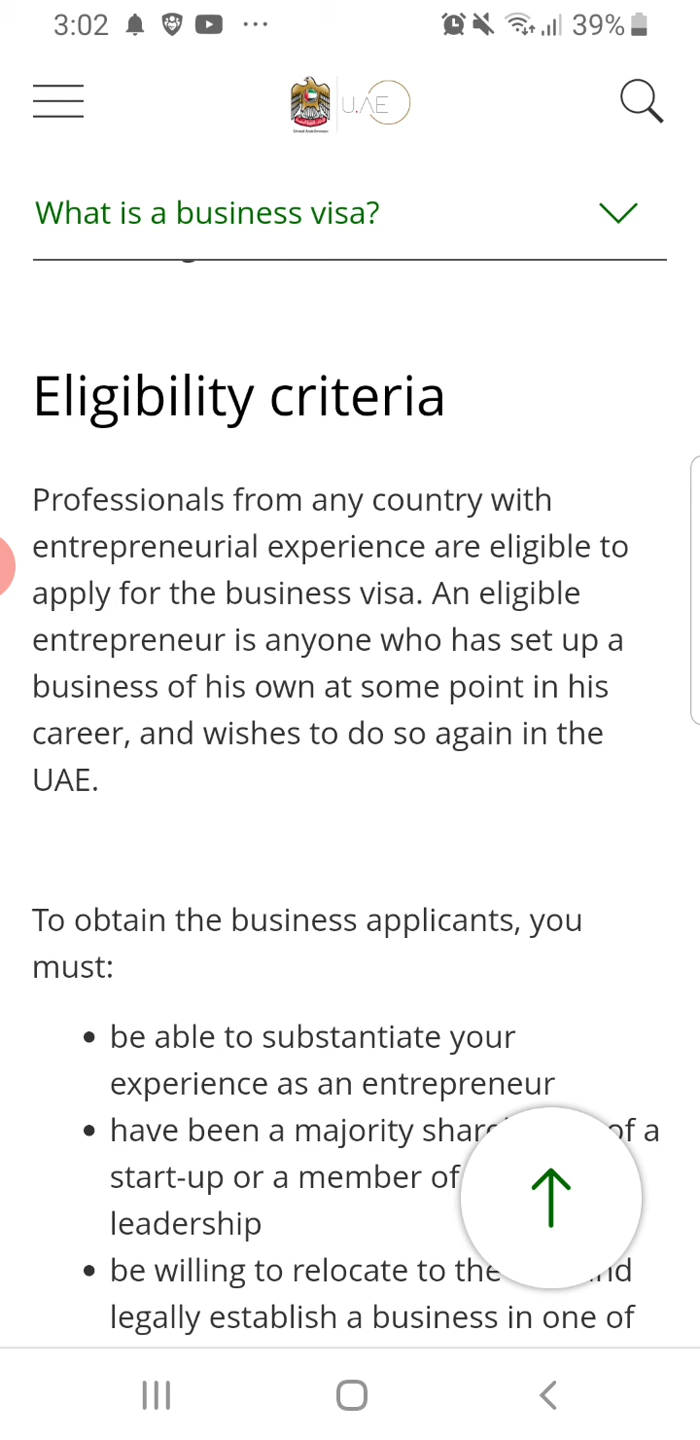 3:02
39%
U.AE
What is a business visa?
Eligibility criteria
Professionals from any country with
entrepreneurial experience are eligible to
apply for the business visa. An eligible
entrepreneur is anyone who has set up a
business of his own at some point in his
career, and wishes to do so again in the
UAE.
To obtain the business applicants, you
must:
• be able to substantiate your
experience as an entrepreneur
• have been a majority of a
start-up or a member of
leadership
• be willing to relocate to the
legally establish a business in one of